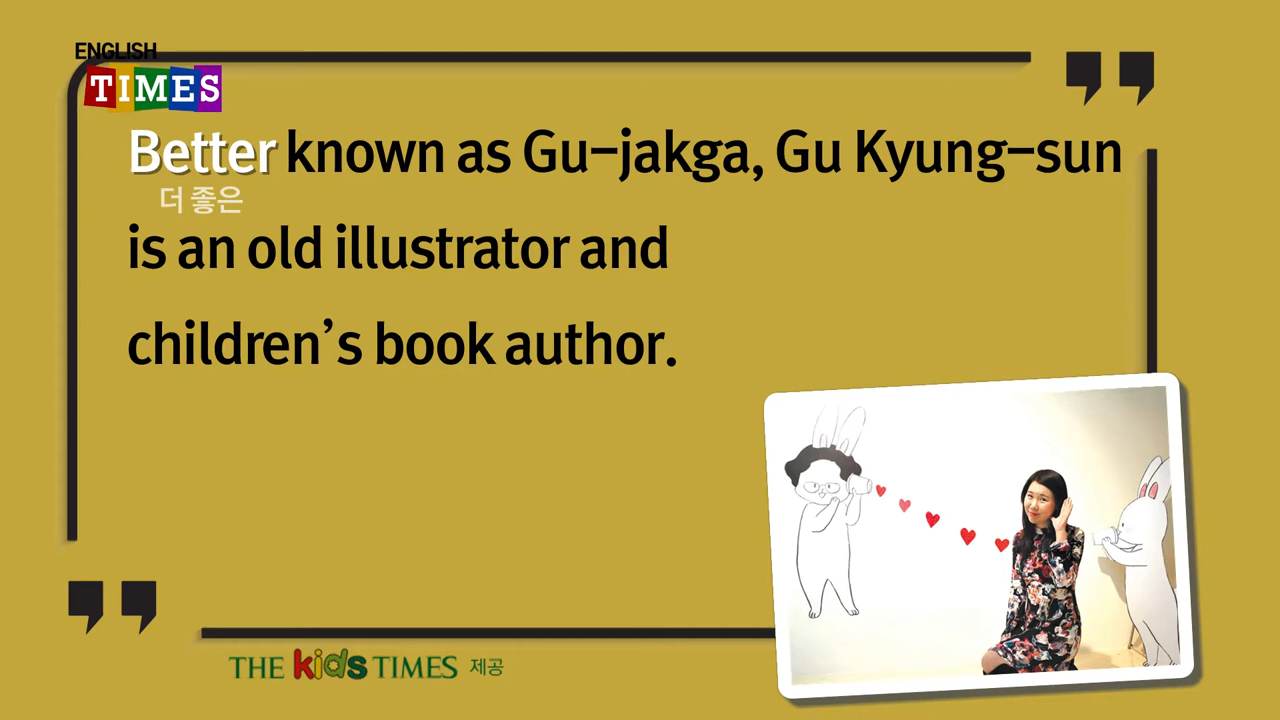 ENGLISH
TIMES
Better known as Gu-jakga, Gu Kyung-sun
더 좋은
is an old illustrator and
children’s book author.
THE kids TIMES 제공